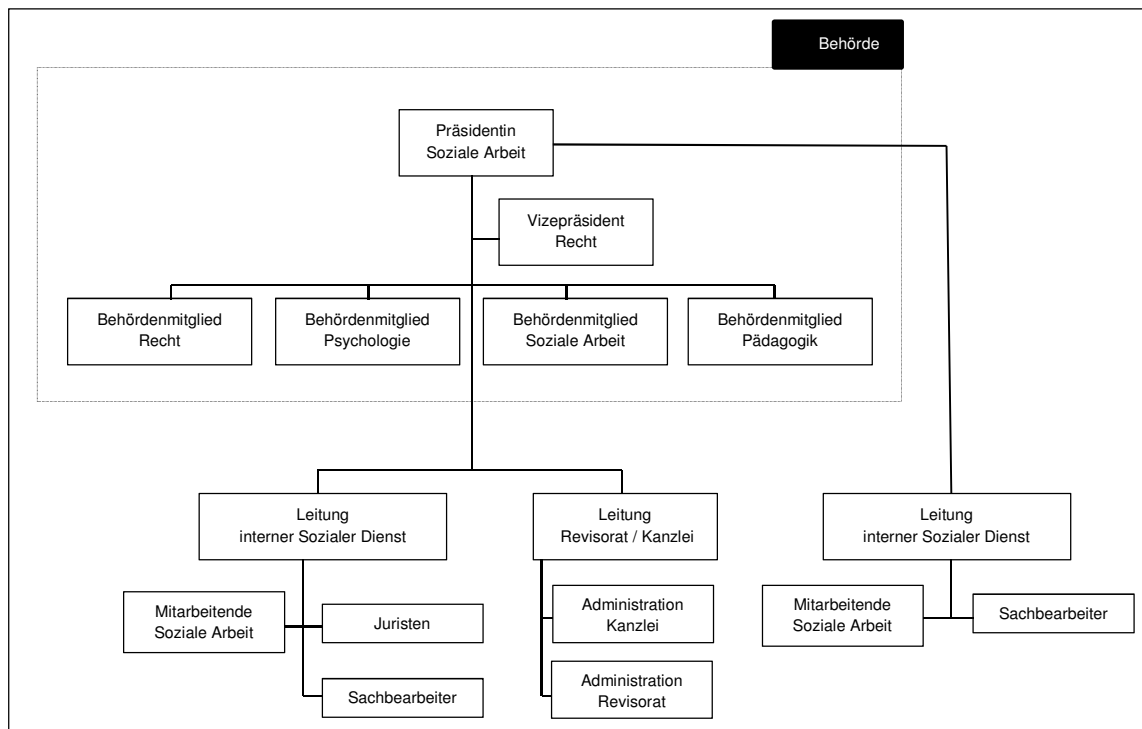 Behörde
Präsidentin
Soziale Arbeit
Vizepräsident
Recht
Behördenmitglied
Recht
Behördenmitglied
Psychologie
Behördenmitglied
Soziale Arbeit
Behördenmitglied
Pädagogik
Leitung
interner Sozialer Dienst
Leitung
Revisorat / Kanzlei
Leitung
interner Sozialer Dienst
Mitarbeitende
Soziale Arbeit
Juristen
Sachbearbeiter
Administration
Kanzlei
Administration
Revisorat
Mitarbeitende
Soziale Arbeit
Sachbearbeiter